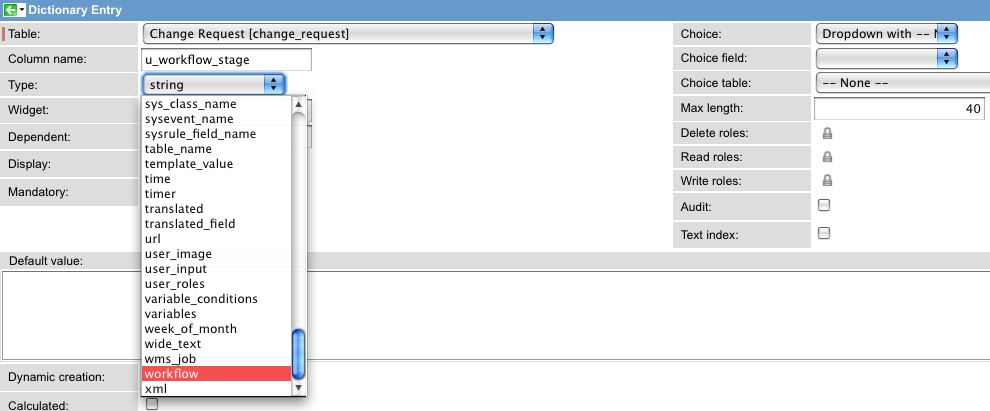 Dictionary Entry
Table:
Change Request [change_request]
Column name:
u_workflow_stage
Type:
string
sys_class_name
sysevent_name
sysrule_field_name
table_name
template_value
time
timer
translated
translated_field
url
user_image
user_input
user_roles
variable_conditions
variables
week_of_month
wide_text
wms_job
workflow
xml
Widget:
Dependent:
Display:
Mandatory:
Choice:
Dropdown with --
Choice field:
Choice table:
-- None --
Max length:
40
Delete roles:
Read roles:
Write roles:
Audit:
Text index:
Default value:
Dynamic creation:
Calculated: